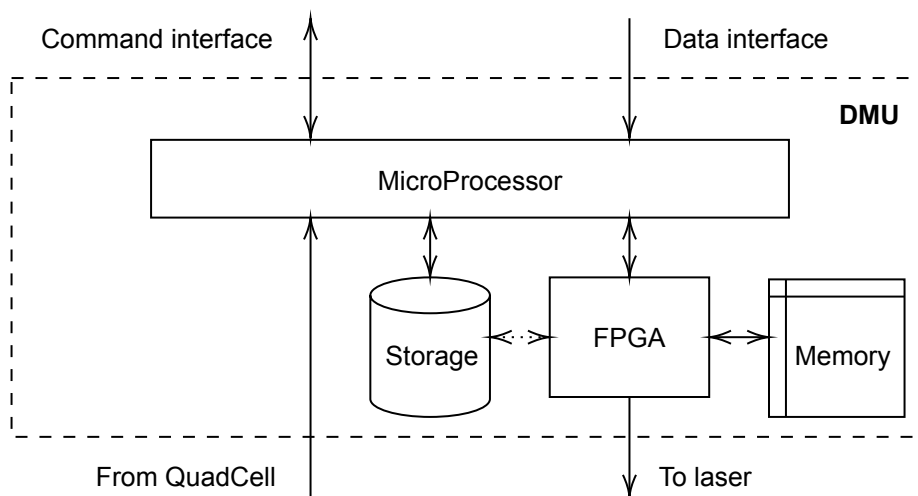 Command interface
Data interface
DMU
MicroProcessor
Storage
FPGA
Memory
From QuadCell
To laser